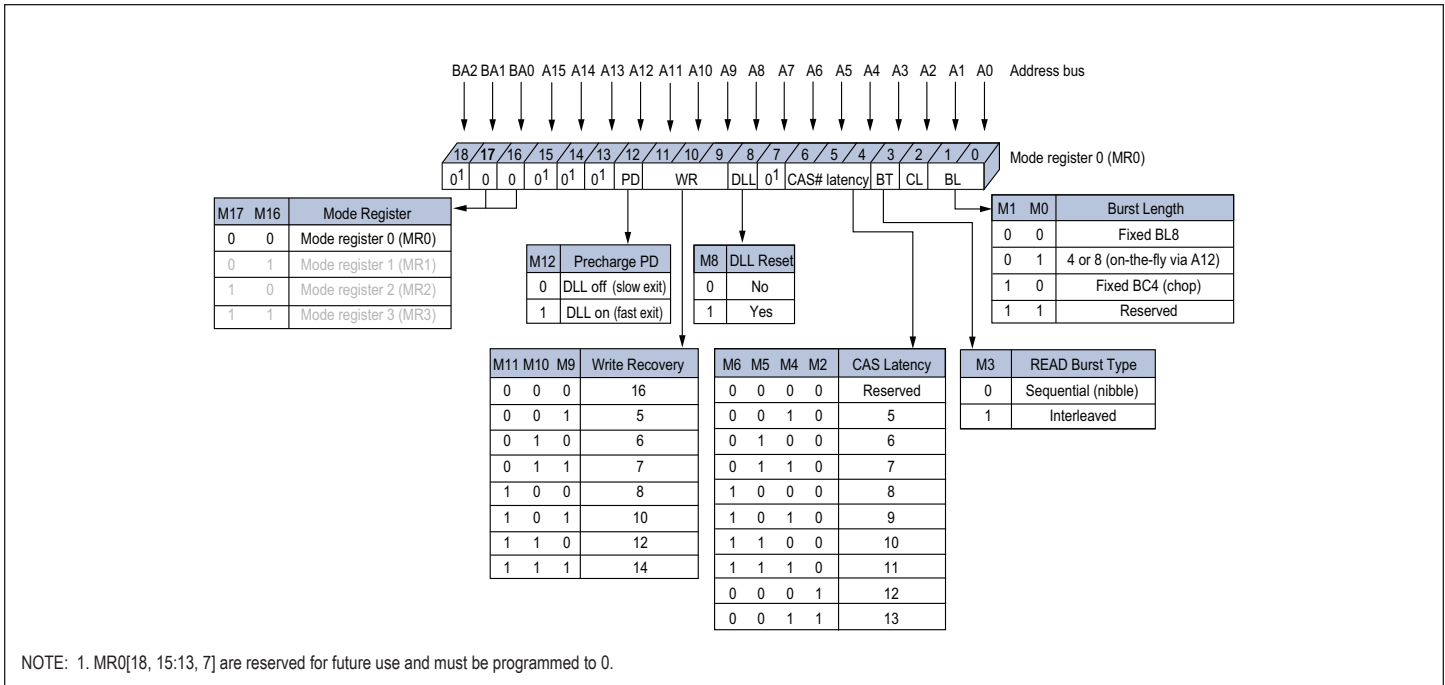 BA2 BA1 BA0 A15 A14 A13 A12 A11 A10 A9 A8 A7 A6 A5 A4 A3 A2 A1 A0 Address bus
18 17 16 15 14 13 12 11 10 9 8 7 6 5 4 3 2 1 0 Mode register 0 (MR0)
0¹ 0 0 0¹ 0¹ 0¹ PD WR DLL 0¹ CAS# latency BT CL BL
M17 M16 Mode Register
0 0 Mode register 0 (MR0)
0 1 Mode register 1 (MR1)
1 0 Mode register 2 (MR2)
1 1 Mode register 3 (MR3)
M12 Precharge PD
0 DLL off (slow exit)
1 DLL on (fast exit)
M8 DLL Reset
0 No
1 Yes
M1 M0 Burst Length
0 0 Fixed BL8
0 1 4 or 8 (on-the-fly via A12)
1 0 Fixed BC4 (chop)
1 1 Reserved
M11 M10 M9 Write Recovery
0 0 0 16
0 0 1 5
0 1 0 6
0 1 1 7
1 0 0 8
1 0 1 10
1 1 0 12
1 1 1 14
M6 M5 M4 M2 CAS Latency
0 0 0 0 Reserved
0 0 1 0 5
0 1 0 0 6
0 1 1 0 7
1 0 0 0 8
1 0 1 0 9
1 1 0 0 10
1 1 1 0 11
0 0 0 1 12
0 0 1 1 13
M3 READ Burst Type
0 Sequential (nibble)
1 Interleaved
NOTE: 1. MR0[18, 15:13, 7] are reserved for future use and must be programmed to 0.